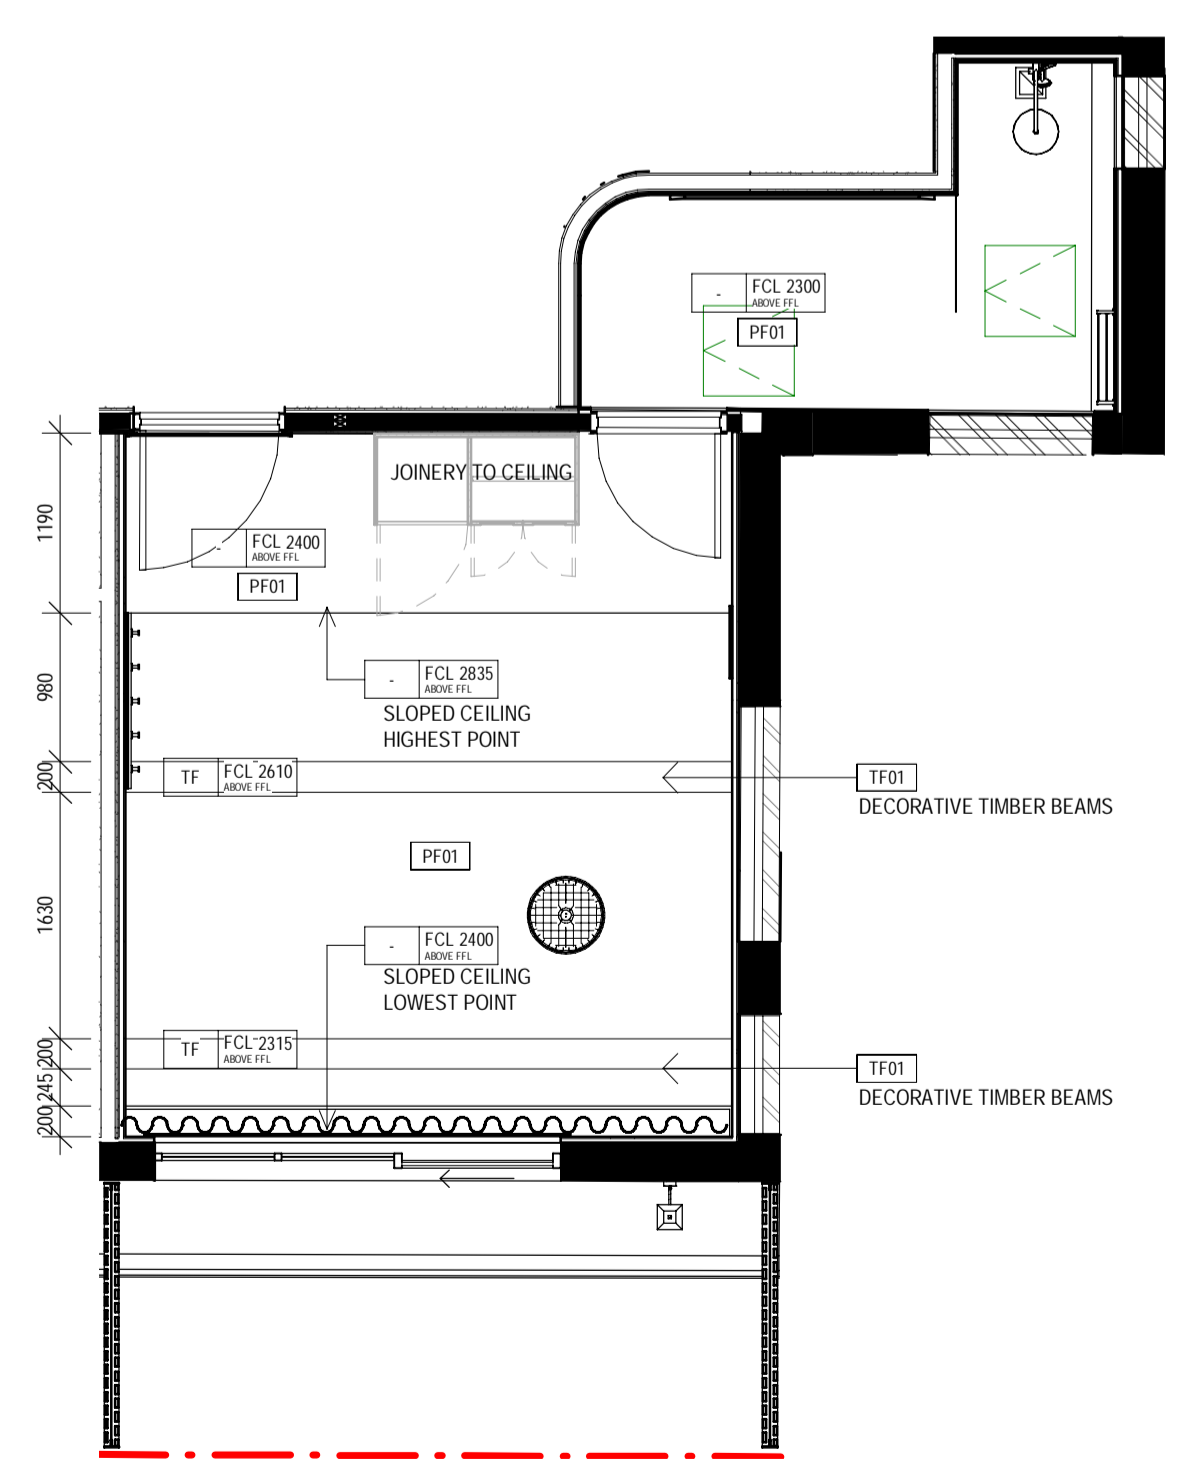 - FCL 2300
ABOVE FFL
PF01
JOINERY TO CEILING
1190
- FCL 2400
ABOVE FFL
PF01
980
- FCL 2835
ABOVE FFL
SLOPED CEILING
HIGHEST POINT
200
TF FCL 2610
ABOVE FFL
TF01
DECORATIVE TIMBER BEAMS
PF01
1630
- FCL 2400
ABOVE FFL
SLOPED CEILING
LOWEST POINT
200
TF FCL 2315
ABOVE FFL
TF01
DECORATIVE TIMBER BEAMS
245
200